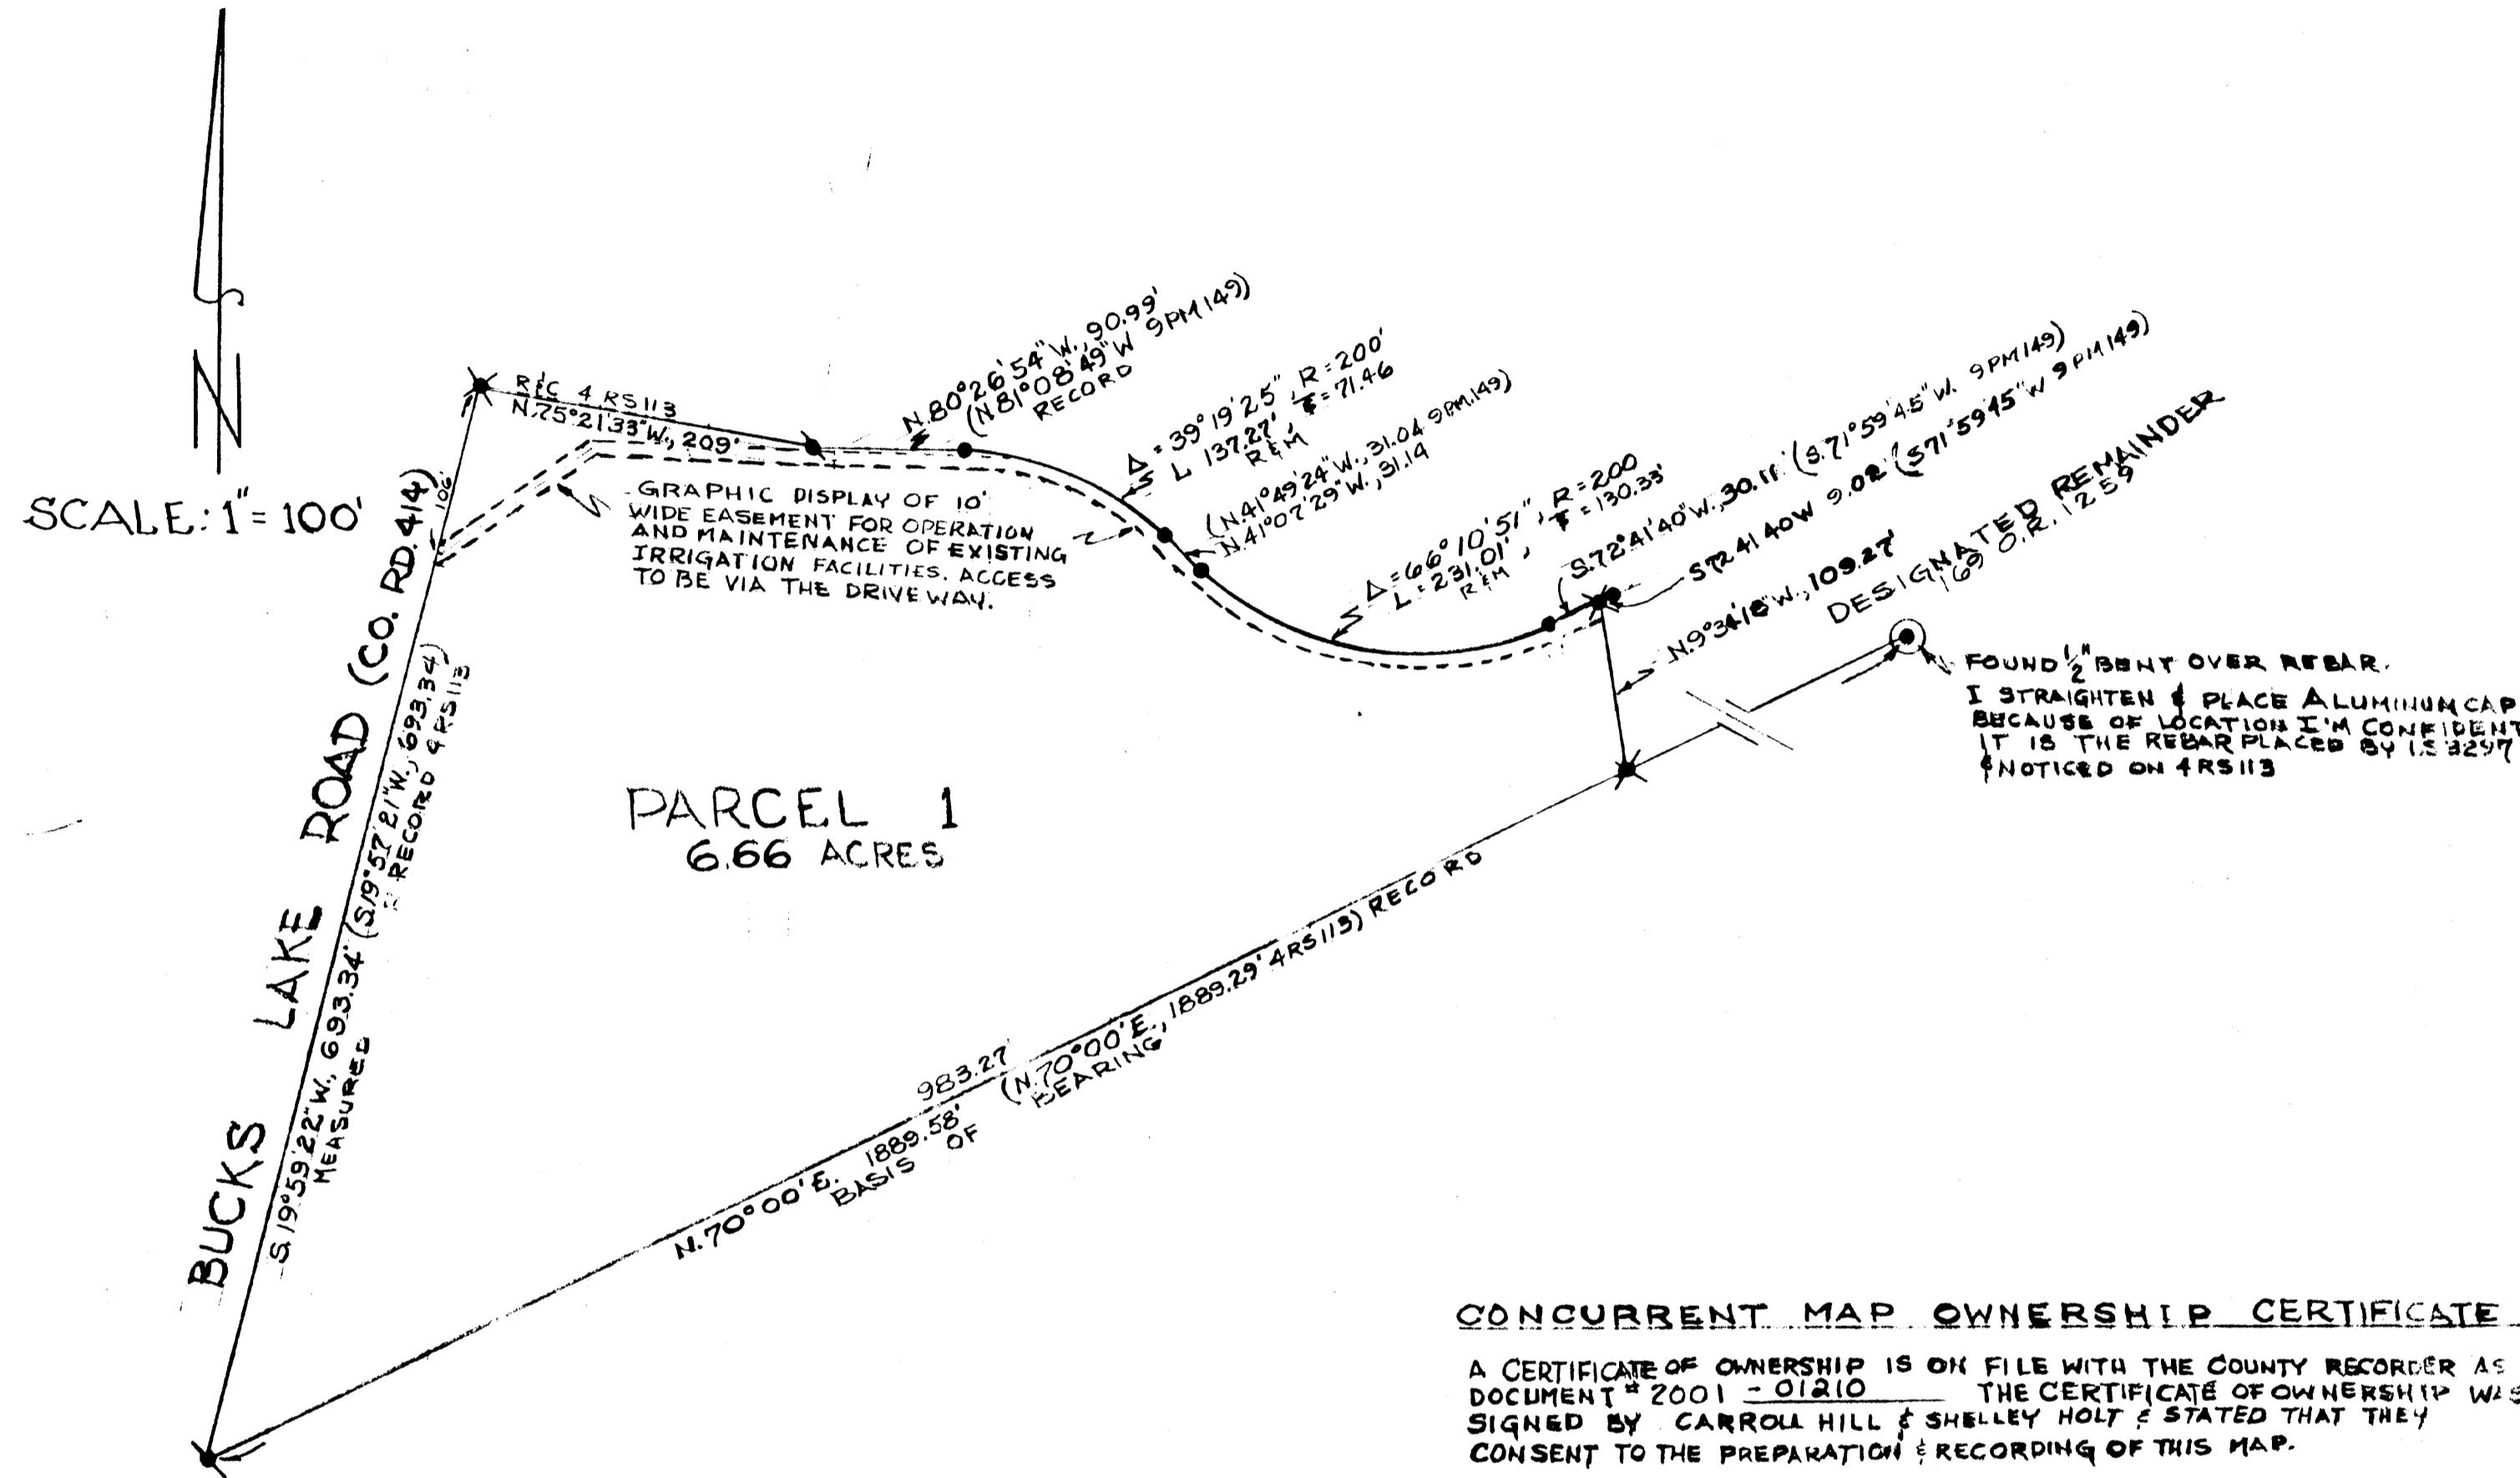 N
SCALE: 1" = 100'
R&C 4 RS 113
N.75°21'33"W., 209'
N.80°26'54"W., 90.99'
(N81°08'49"W 9PM149)
RECORD
Δ=39°19'25", R=200'
L 137.27', T=71.46
R&M
(N.41°49'24"W., 31.04 9PM.149)
N.41°07'29"W., 31.14
Δ=66°10'51", R=200
L=231.01', T=130.33'
R&M
S.72°41'40"W., 30.11' (S.71°59'45"W. 9PM149)
S72 41 40W 9.02' (S71°59'45"W 9PM149)
N.9°34'18"W., 109.27'
DESIGNATED REMAINDER
169 O.R. 1259
106'
GRAPHIC DISPLAY OF 10'
WIDE EASEMENT FOR OPERATION
AND MAINTENANCE OF EXISTING
IRRIGATION FACILITIES. ACCESS
TO BE VIA THE DRIVEWAY.
FOUND 1/2" BENT OVER REBAR.
I STRAIGHTEN & PLACE ALUMINUM CAP
BECAUSE OF LOCATION I'M CONFIDENT
IT IS THE REBAR PLACED BY LS 3297
& NOTICED ON 4RS113
BUCKS LAKE ROAD (CO. RD. 414)
S.19°59'22"W., 693.34' (S.19°57'21"W., 693.34)
MEASURED
RECORD 4RS113
PARCEL 1
6.66 ACRES
983.27'
N.70°00'E. 1889.58' (N.70°00'E., 1889.29' 4RS113) RECORD
BASIS OF BEARING
CONCURRENT MAP OWNERSHIP CERTIFICATE
A CERTIFICATE OF OWNERSHIP IS ON FILE WITH THE COUNTY RECORDER AS
DOCUMENT # 2001 - 01210 THE CERTIFICATE OF OWNERSHIP WAS
SIGNED BY CARROLL HILL & SHELLEY HOLT & STATED THAT THEY
CONSENT TO THE PREPARATION & RECORDING OF THIS MAP.